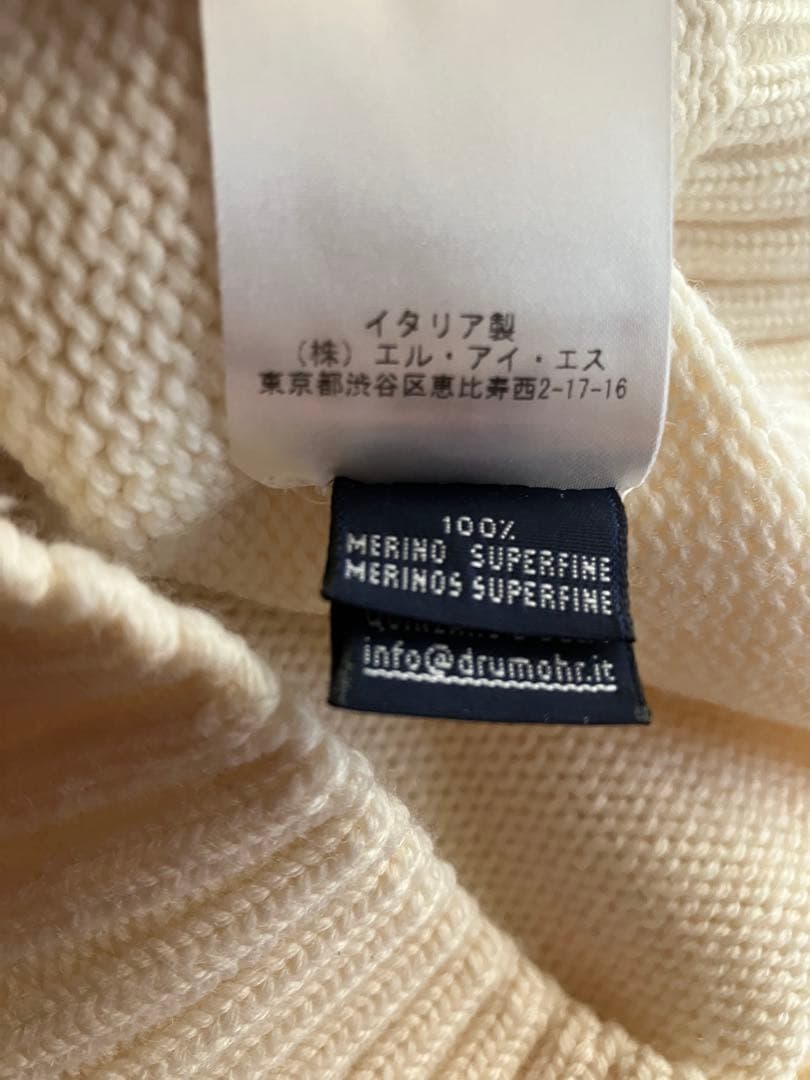 イタリア製
（株）エル・アイ・エス
東京都渋谷区恵比寿西2-17-16
100%
MERINO SUPERFINE
MERINOS SUPERFINE
info@drumohr.it